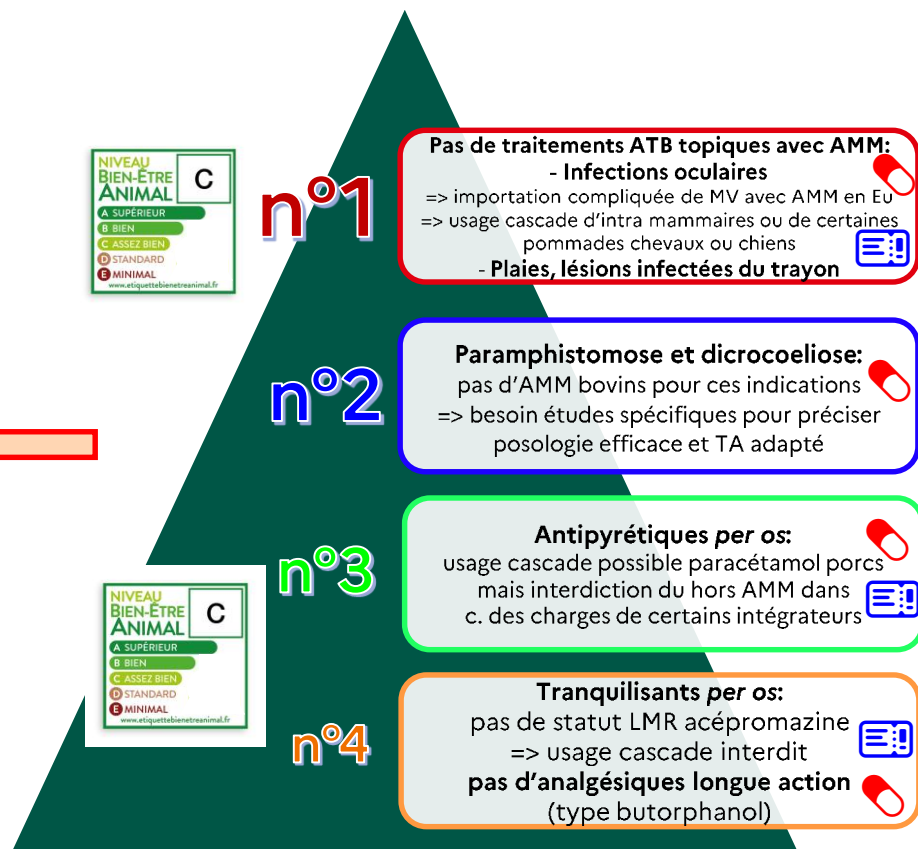 NIVEAU
BIEN-ÊTRE
ANIMAL
C
A SUPÉRIEUR
B BIEN
C ASSEZ BIEN
D STANDARD
E MINIMAL
www.etiquettebienetreanimal.fr
n°1
Pas de traitements ATB topiques avec AMM:
- Infections oculaires
=> importation compliquée de MV avec AMM en Eu
=> usage cascade d'intra mammaires ou de certaines
pommades chevaux ou chiens
- Plaies, lésions infectées du trayon
n°2
Paramphistomose et dicrocoeliose:
pas d'AMM bovins pour ces indications
=> besoin études spécifiques pour préciser
posologie efficace et TA adapté
n°3
Antipyrétiques per os:
usage cascade possible paracétamol porcs
mais interdiction du hors AMM dans
c. des charges de certains intégrateurs
NIVEAU
BIEN-ÊTRE
ANIMAL
C
A SUPÉRIEUR
B BIEN
C ASSEZ BIEN
D STANDARD
E MINIMAL
www.etiquettebienetreanimal.fr
n°4
Tranquilisants per os:
pas de statut LMR acépromazine
=> usage cascade interdit
pas d'analgésiques longue action
(type butorphanol)